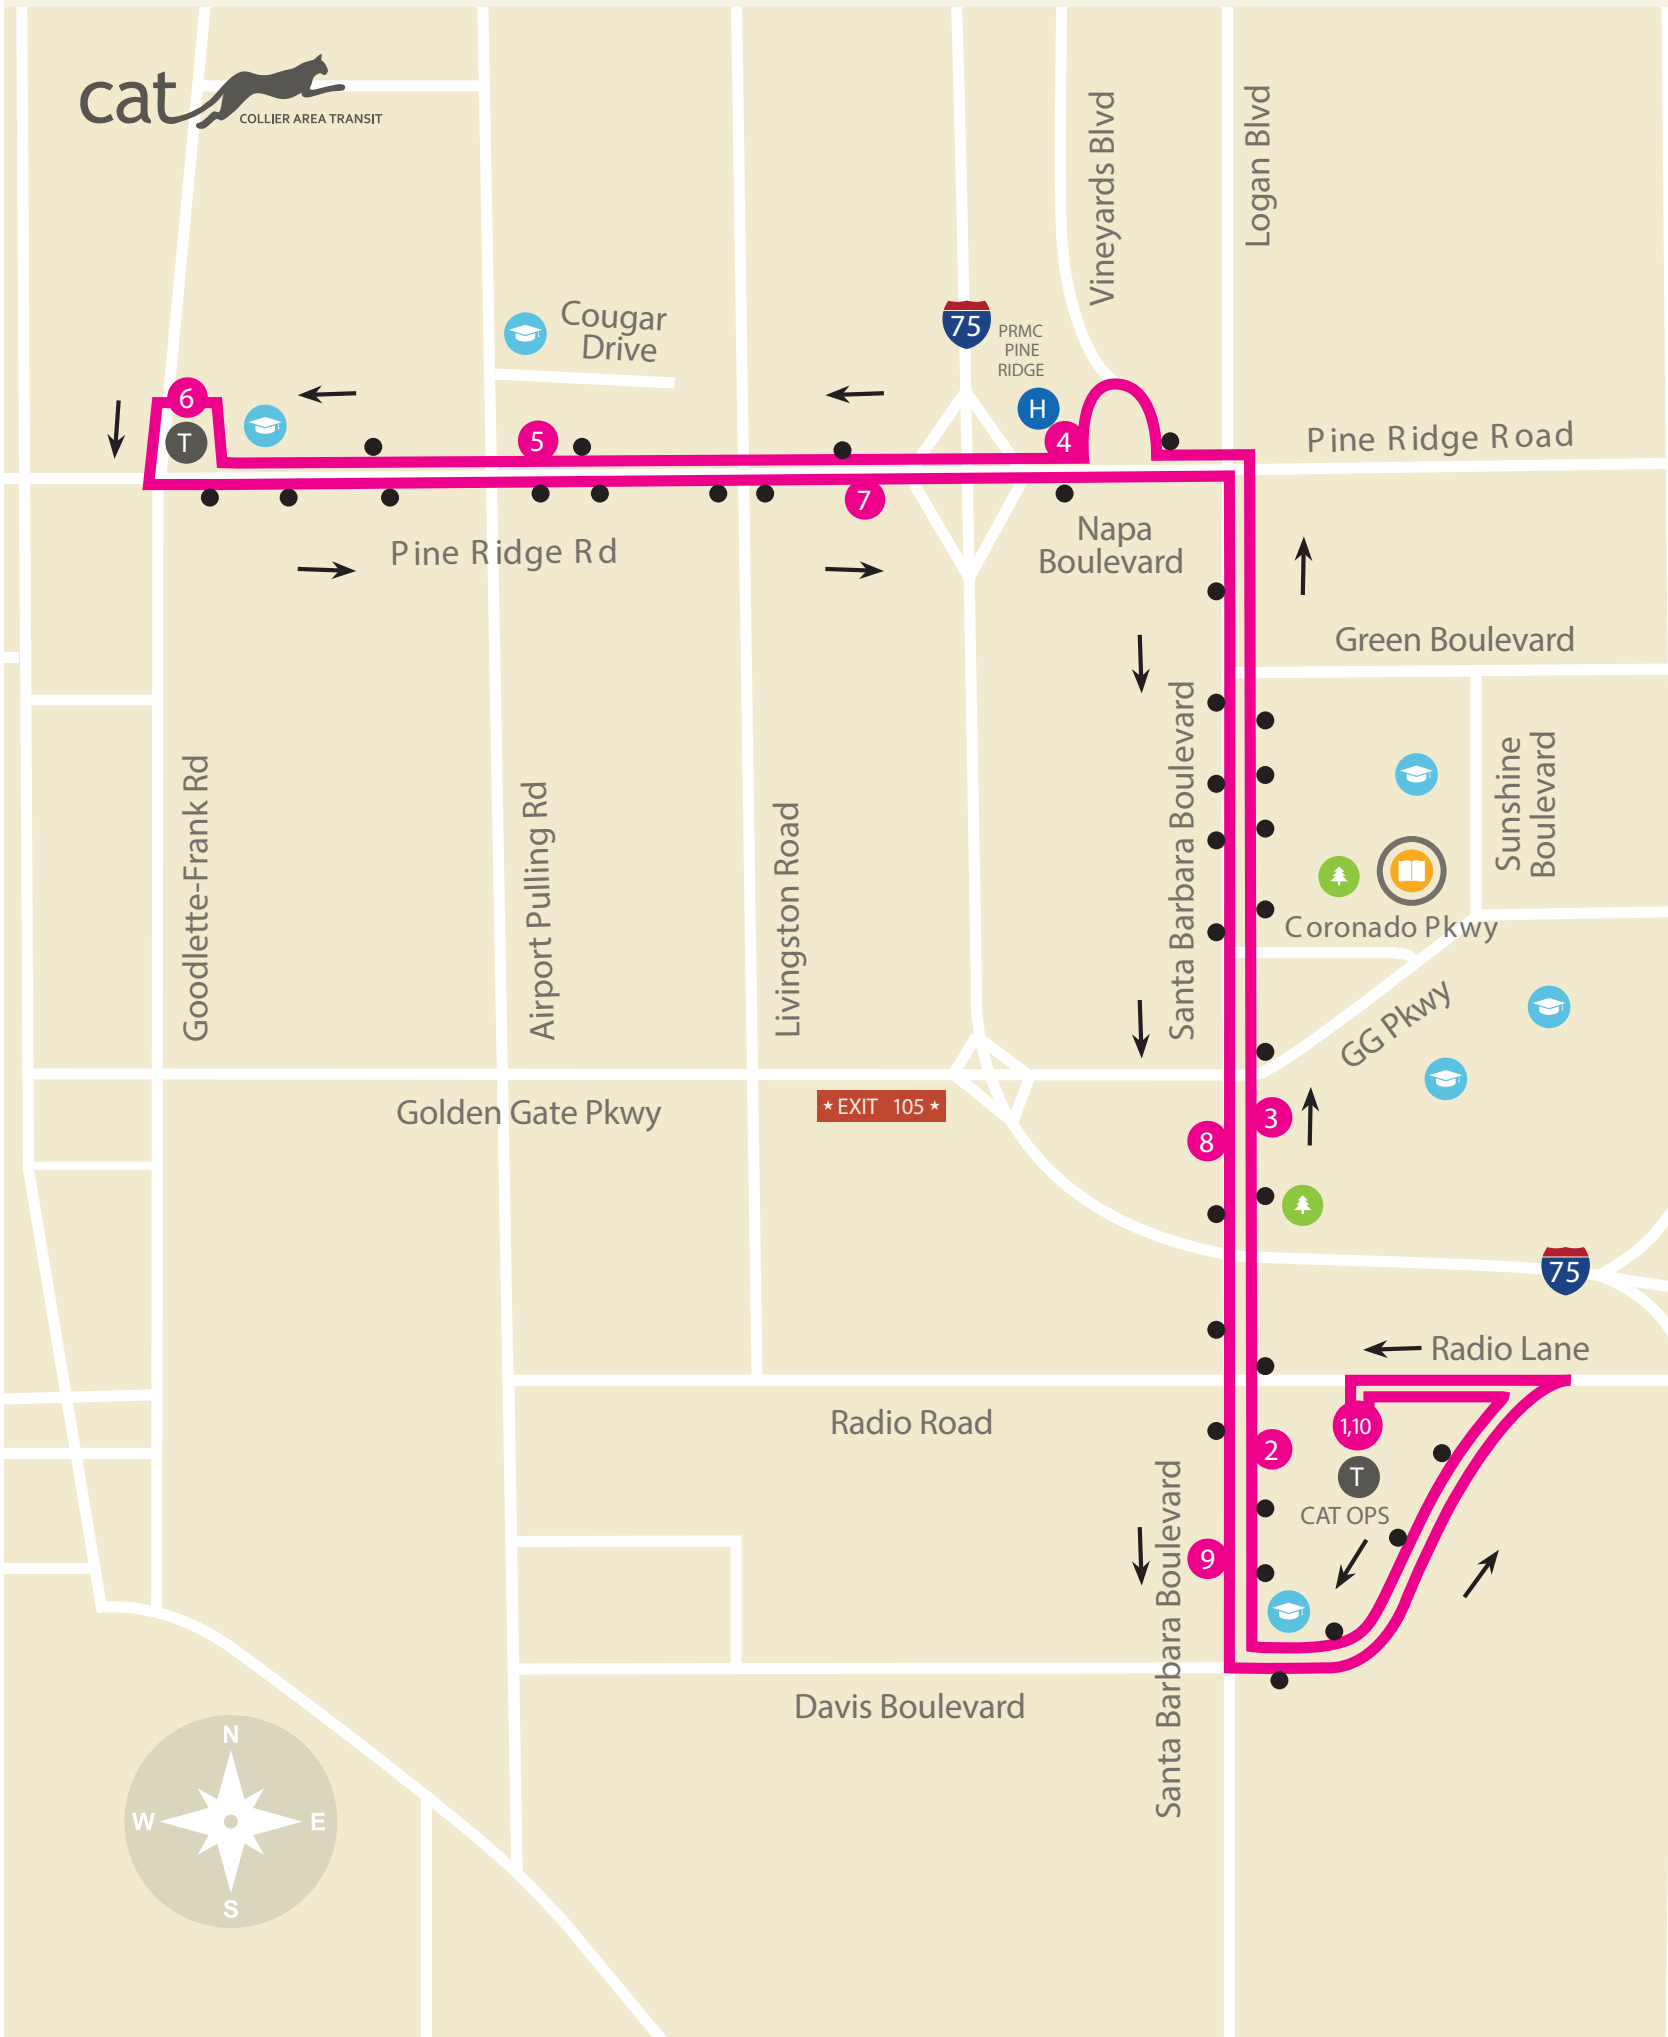 cat
COLLIER AREA TRANSIT
Vineyards Blvd
Logan Blvd
Cougar
Drive
75
PRMC
PINE
RIDGE
H
6
T
5
4
7
Pine Ridge Road
Pine Ridge Rd
Napa
Boulevard
Green Boulevard
Santa Barbara Boulevard
Sunshine
Boulevard
Goodlette-Frank Rd
Airport Pulling Rd
Livingston Road
Coronado Pkwy
GG Pkwy
Golden Gate Pkwy
EXIT 105
3
8
75
Radio Lane
Radio Road
1,10
2
T
CAT OPS
9
Santa Barbara Boulevard
Davis Boulevard
N
W
E
S